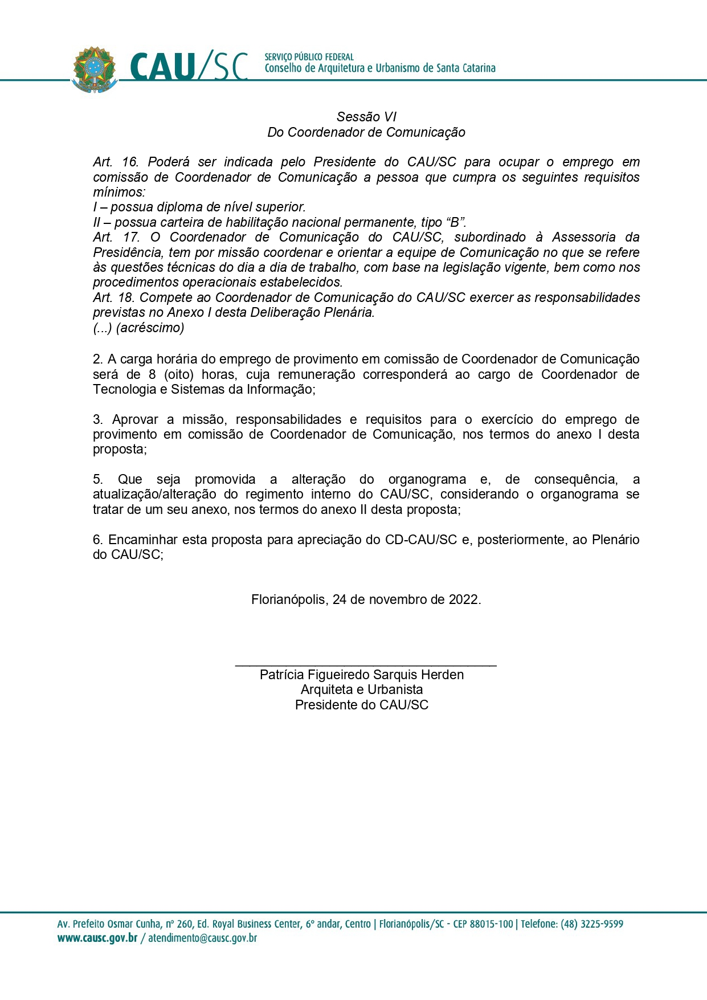 CAU/SC
SERVIÇO PÚBLICO FEDERAL
Conselho de Arquitetura e Urbanismo de Santa Catarina
Sessão VI
Do Coordenador de Comunicação
Art. 16. Poderá ser indicada pelo Presidente do CAU/SC para ocupar o emprego em
comissão de Coordenador de Comunicação a pessoa que cumpra os seguintes requisitos
mínimos:
I – possua diploma de nível superior.
II – possua carteira de habilitação nacional permanente, tipo “B”.
Art. 17. O Coordenador de Comunicação do CAU/SC, subordinado à Assessoria da
Presidência, tem por missão coordenar e orientar a equipe de Comunicação no que se refere
às questões técnicas do dia a dia de trabalho, com base na legislação vigente, bem como nos
procedimentos operacionais estabelecidos.
Art. 18. Compete ao Coordenador de Comunicação do CAU/SC exercer as responsabilidades
previstas no Anexo I desta Deliberação Plenária.
(...) (acréscimo)
2. A carga horária do emprego de provimento em comissão de Coordenador de Comunicação
será de 8 (oito) horas, cuja remuneração corresponderá ao cargo de Coordenador de
Tecnologia e Sistemas da Informação;
3. Aprovar a missão, responsabilidades e requisitos para o exercício do emprego de
provimento em comissão de Coordenador de Comunicação, nos termos do anexo I desta
proposta;
5. Que seja promovida a alteração do organograma e, de consequência, a
atualização/alteração do regimento interno do CAU/SC, considerando o organograma se
tratar de um seu anexo, nos termos do anexo II desta proposta;
6. Encaminhar esta proposta para apreciação do CD-CAU/SC e, posteriormente, ao Plenário
do CAU/SC;
Florianópolis, 24 de novembro de 2022.
Patrícia Figueiredo Sarquis Herden
Arquiteta e Urbanista
Presidente do CAU/SC
Av. Prefeito Osmar Cunha, nº 260, Ed. Royal Business Center, 6º andar, Centro | Florianópolis/SC - CEP 88015-100 | Telefone: (48) 3225-9599
www.causc.gov.br / atendimento@causc.gov.br